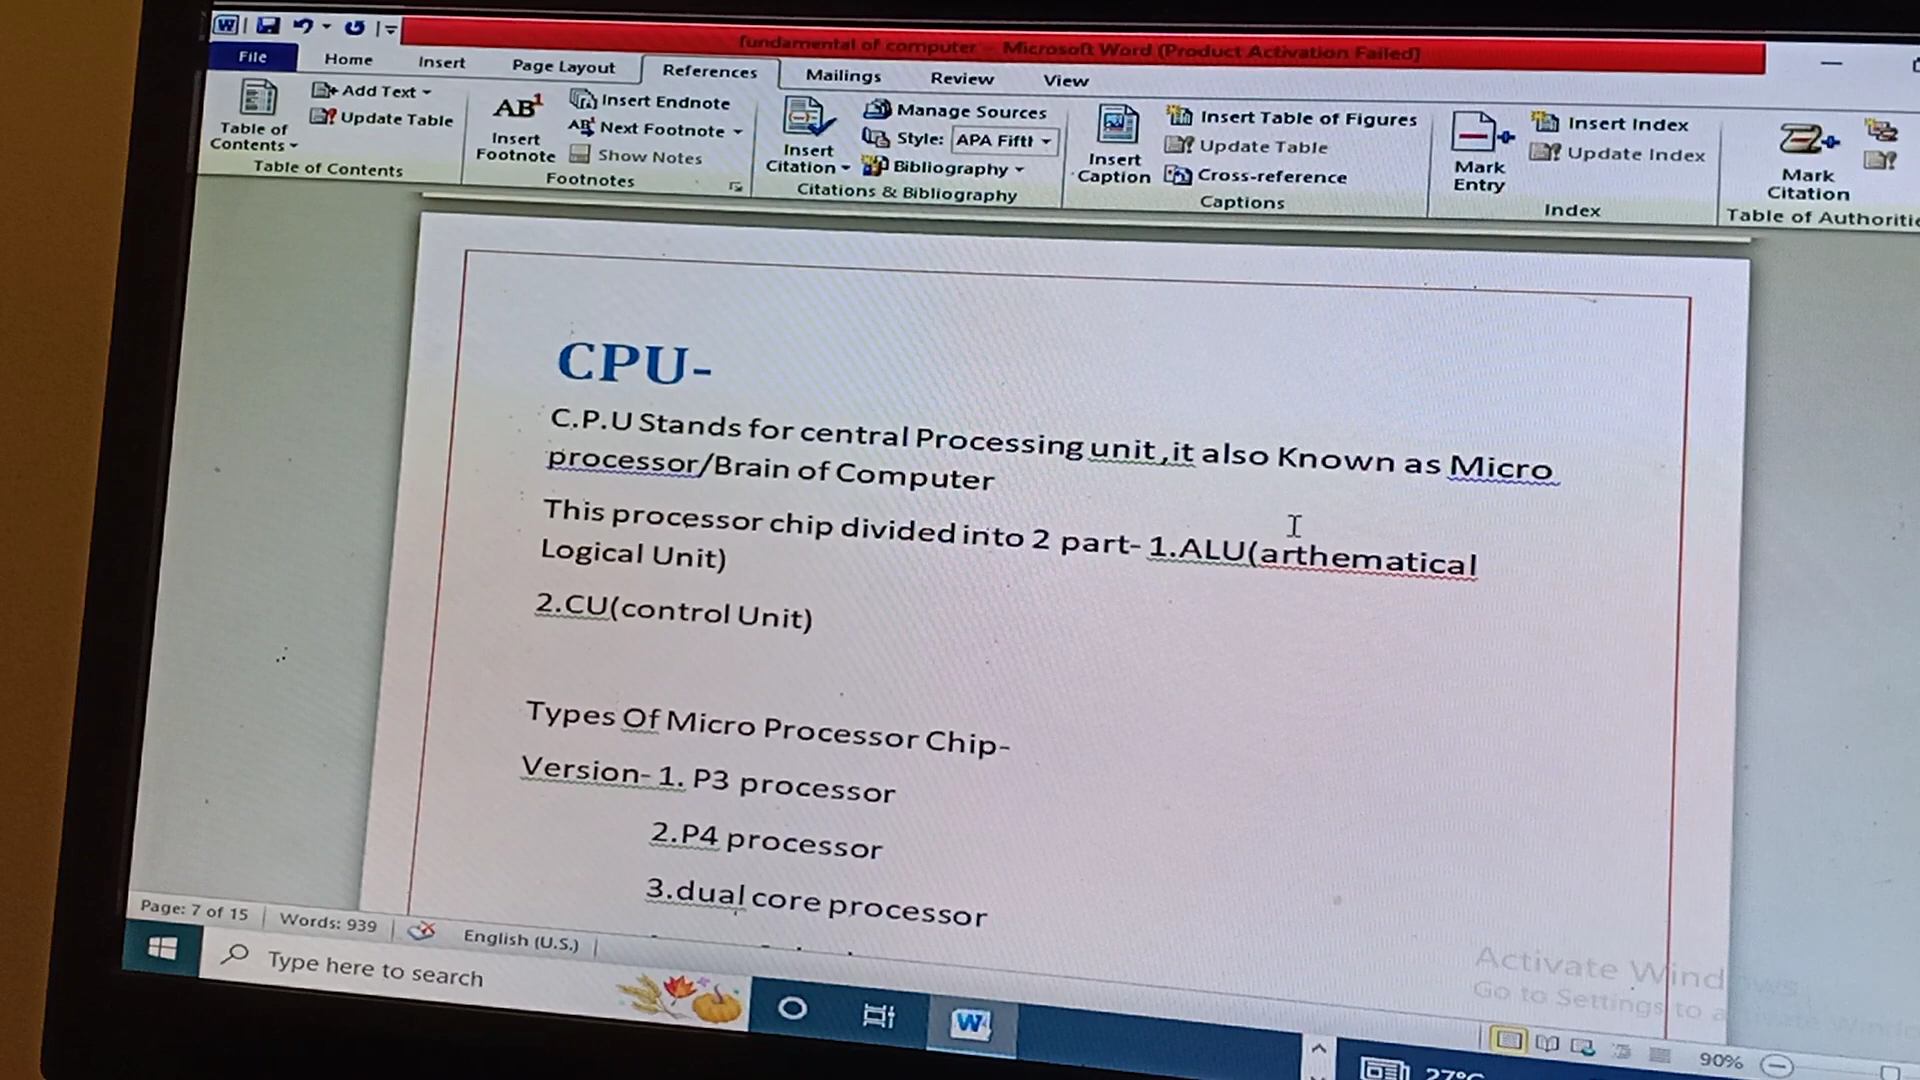 fundamental of computer - Microsoft Word (Product Activation Failed)
File Home Insert Page Layout References Mailings Review View
Table of Contents
Add Text
Update Table
Table of Contents
AB1
Insert Footnote
Insert Endnote
Next Footnote
Show Notes
Footnotes
Insert Citation
Manage Sources
Style: APA Fifth
Bibliography
Citations & Bibliography
Insert Caption
Insert Table of Figures
Update Table
Cross-reference
Captions
Mark Entry
Insert Index
Update Index
Index
Mark Citation
Table of Authoritie
CPU-
C.P.U Stands for central Processing unit,it also Known as Micro
processor/Brain of Computer
This processor chip divided into 2 part- 1.ALU(arthematical
Logical Unit)
2.CU(control Unit)
Types Of Micro Processor Chip-
Version- 1. P3 processor
2.P4 processor
3.dual core processor
Activate Windows
Go to Settings to activate Windo
Page: 7 of 15 Words: 939 English (U.S.)
90%
Type here to search
27°C